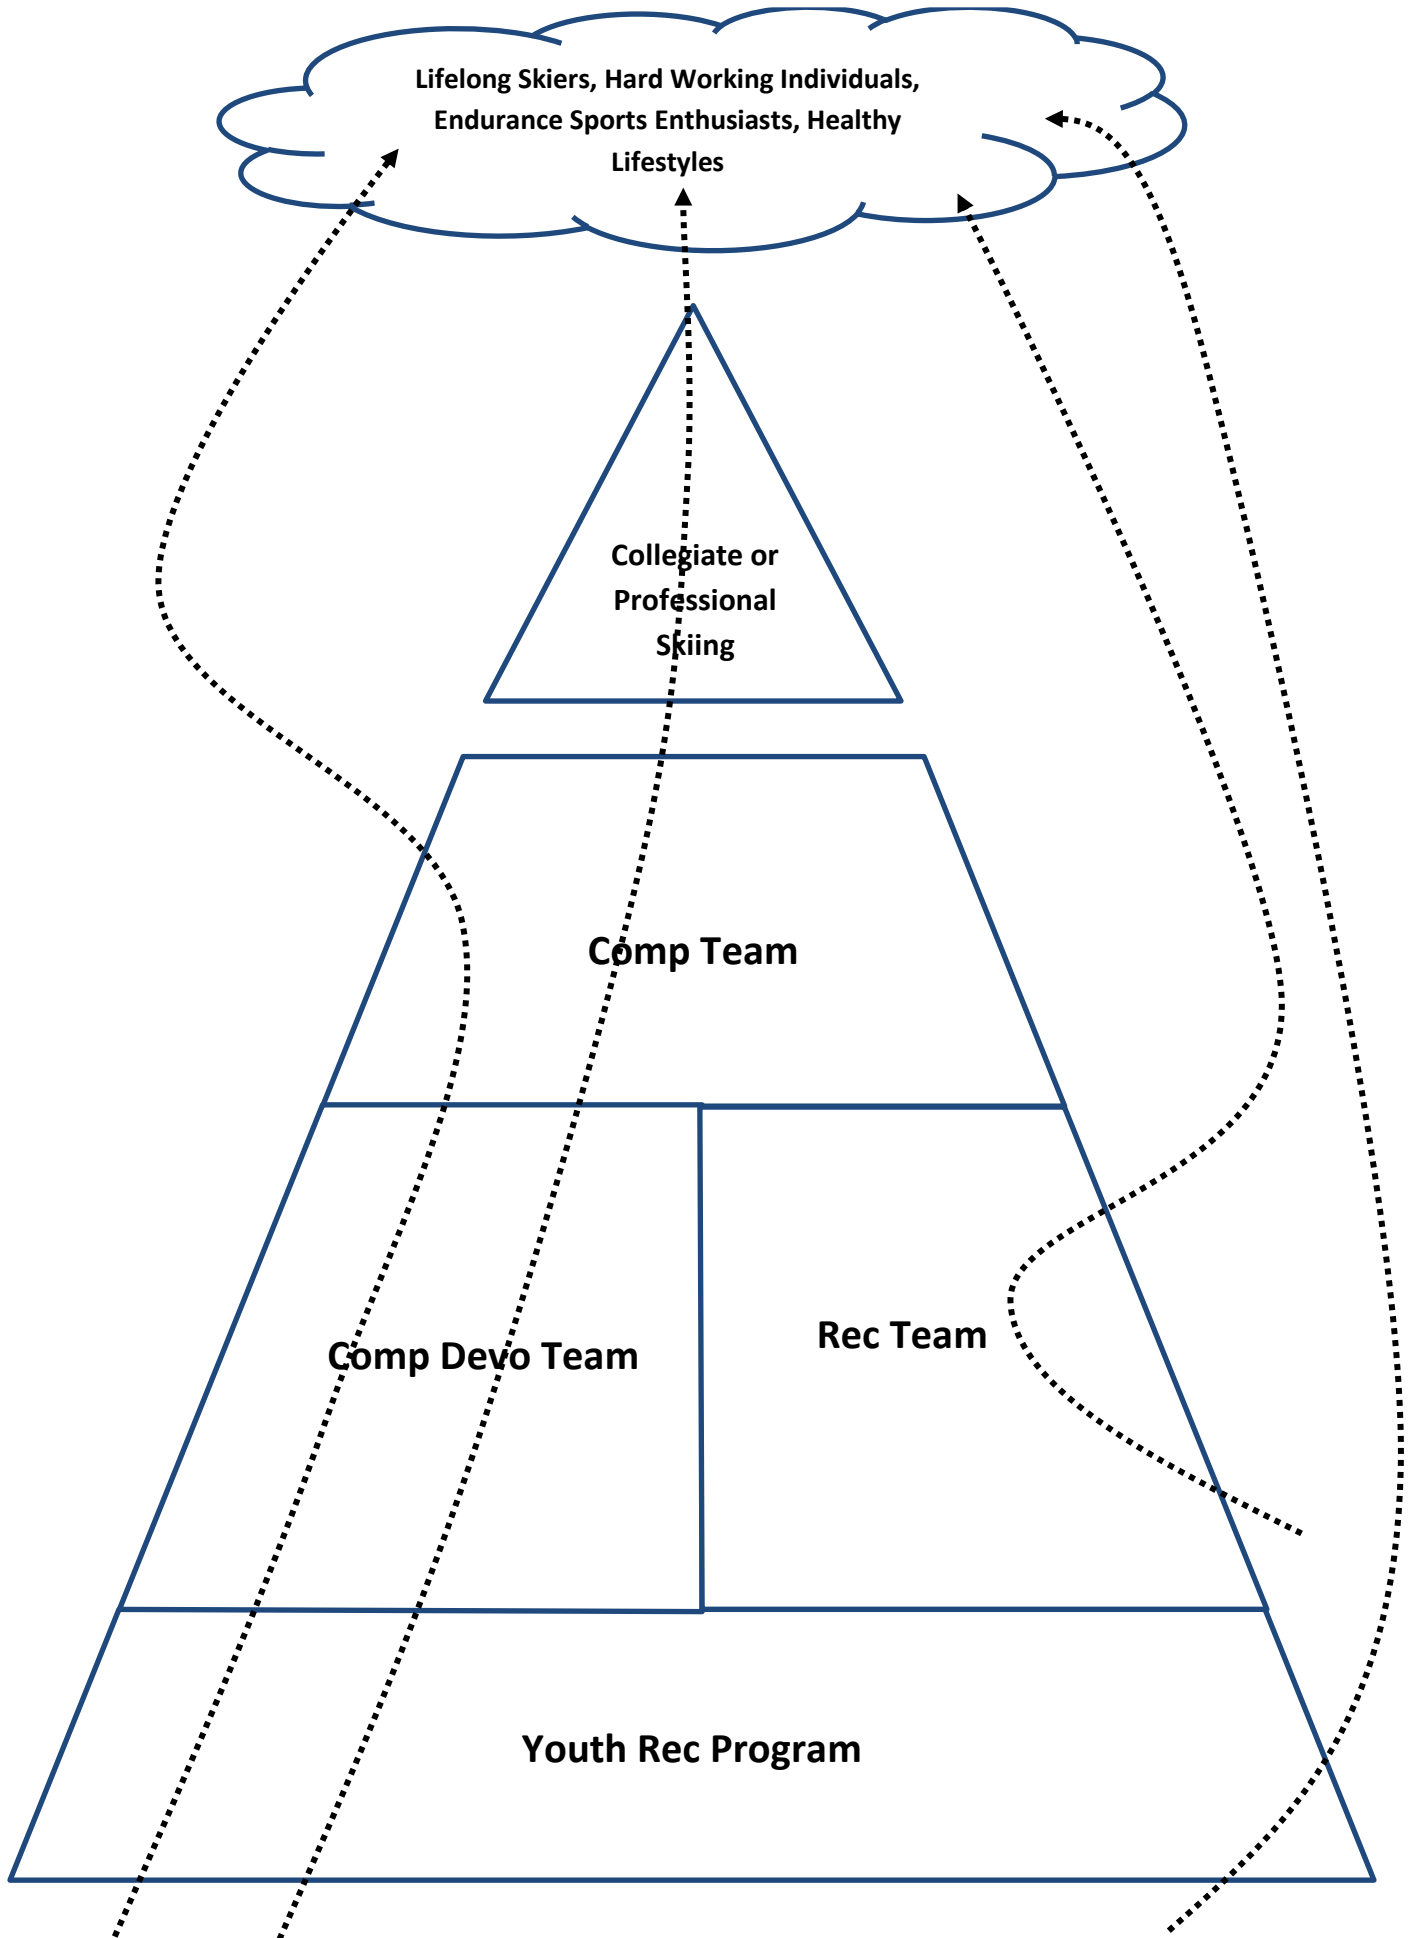 Lifelong Skiers, Hard Working Individuals,
Endurance Sports Enthusiasts, Healthy
Lifestyles
Collegiate or
Professional
Skiing
Comp Team
Comp Devo Team
Rec Team
Youth Rec Program